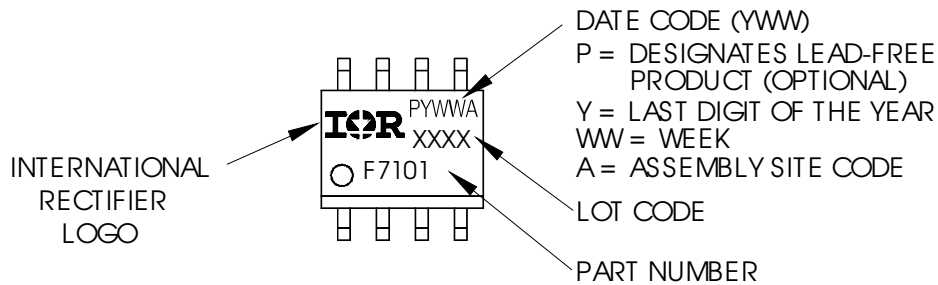 DATE CODE (YWW)
P = DESIGNATES LEAD-FREE
PRODUCT (OPTIONAL)
Y = LAST DIGIT OF THE YEAR
WW = WEEK
A = ASSEMBLY SITE CODE
LOT CODE
PART NUMBER
IOR
PYWWA
XXXX
F7101
INTERNATIONAL
RECTIFIER
LOGO